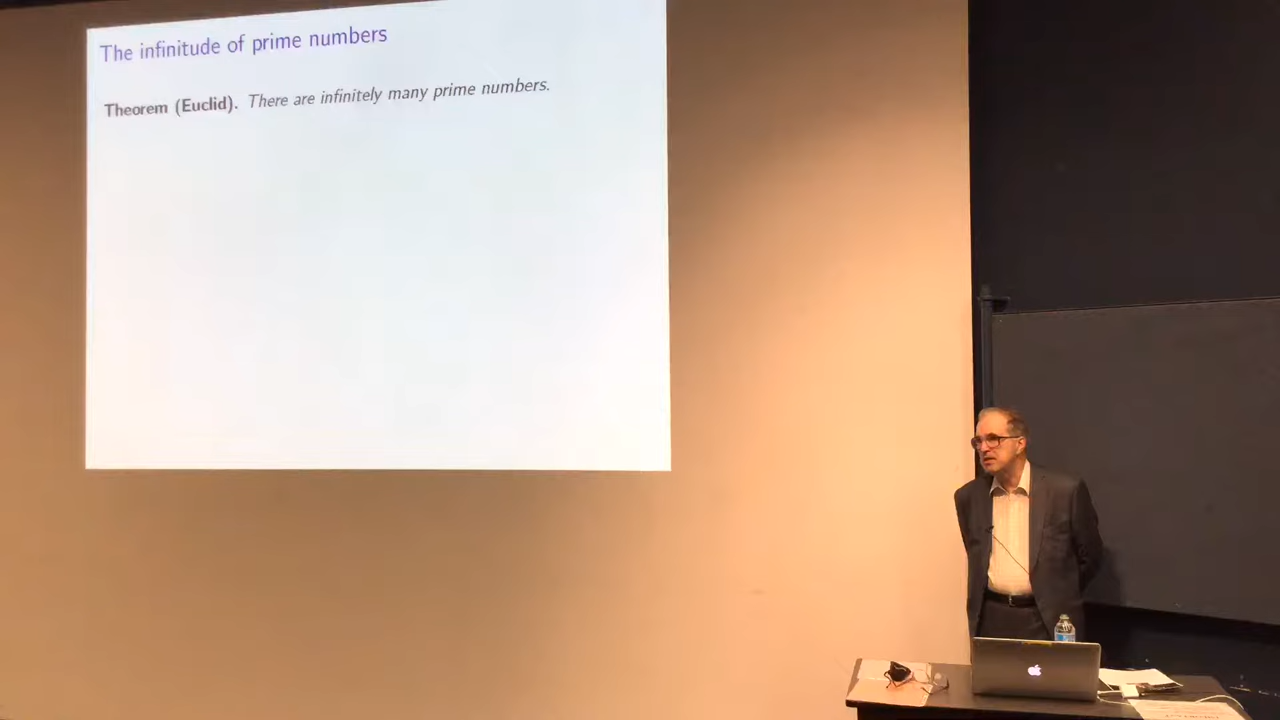 The infinitude of prime numbers
Theorem (Euclid). There are infinitely many prime numbers.